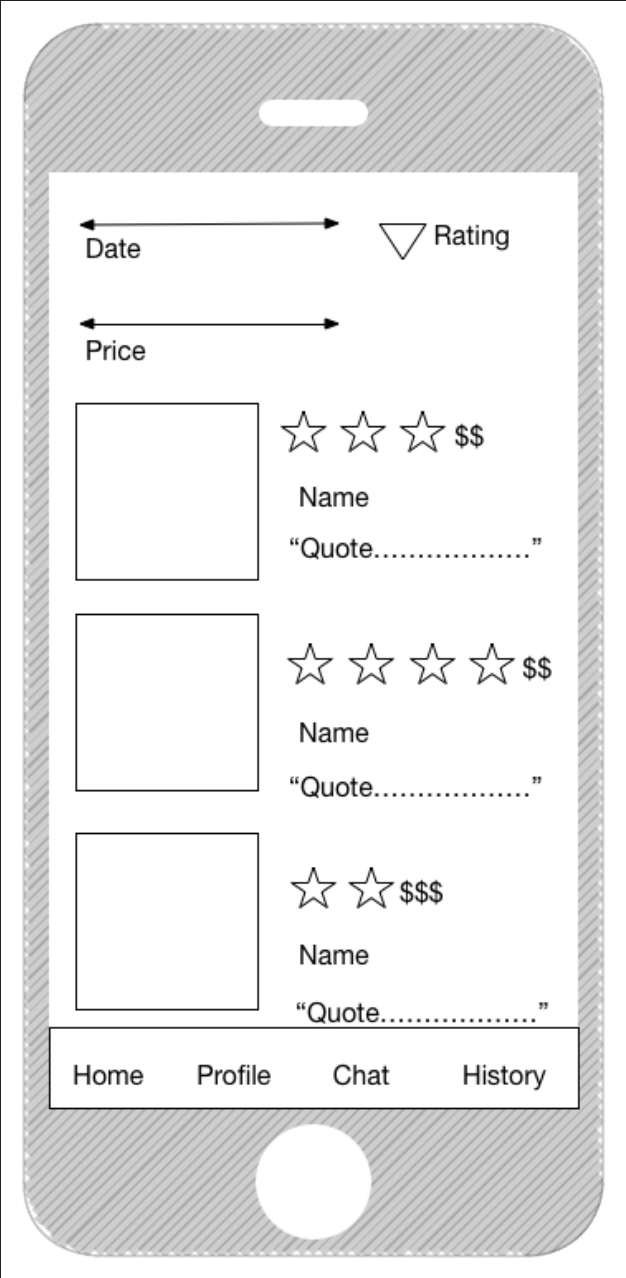 Date
Rating
Price
$$
Name
“Quote..................”
$$
Name
“Quote..................”
$$$
Name
“Quote..................”
Home Profile Chat History